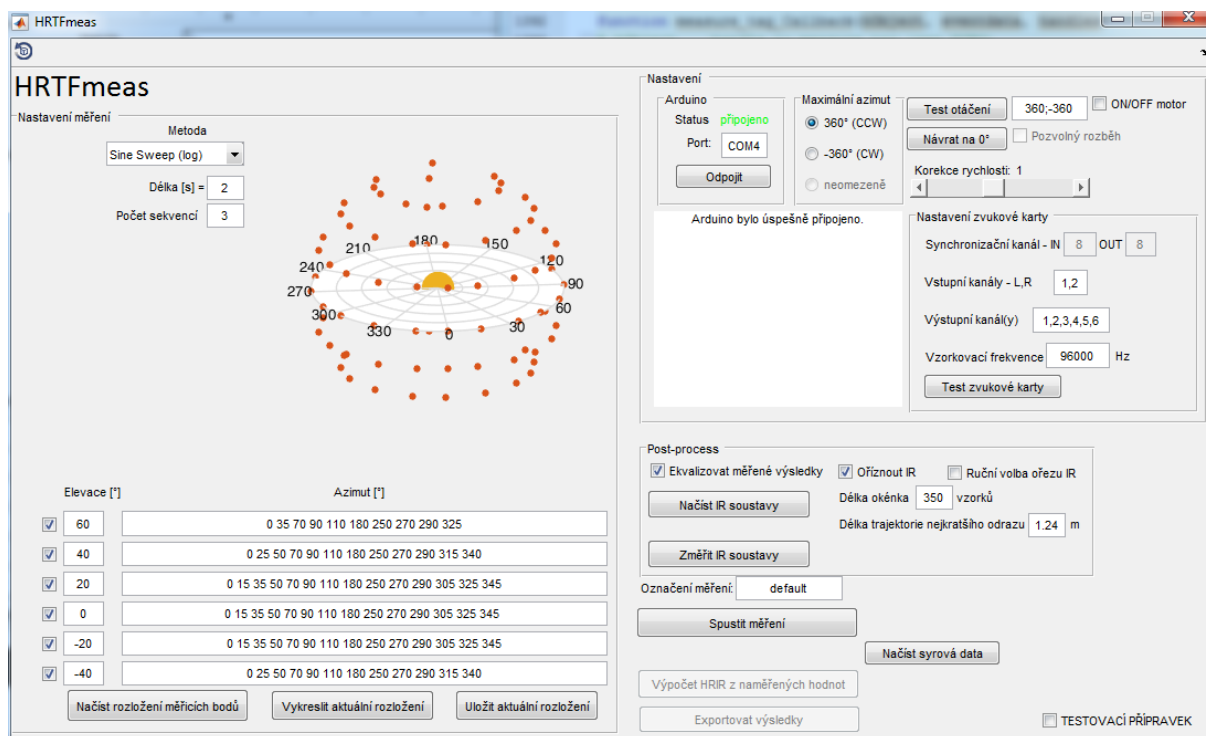 HRTFmeas
HRTFmeas
Nastavení měření
Metoda
Sine Sweep (log)
Délka [s] = 2
Počet sekvencí 3
180
210 150
240 120
270 90
300 60
330 30
0
Elevace [°] Azimut [°]
60 0 35 70 90 110 180 250 270 290 325
40 0 25 50 70 90 110 180 250 270 290 315 340
20 0 15 35 50 70 90 110 180 250 270 290 305 325 345
0 0 15 35 50 70 90 110 180 250 270 290 305 325 345
-20 0 15 35 50 70 90 110 180 250 270 290 305 325 345
-40 0 25 50 70 90 110 180 250 270 290 315 340
Načíst rozložení měřicích bodů Vykreslit aktuální rozložení Uložit aktuální rozložení
Nastavení
Arduino
Status připojeno
Port: COM4
Odpojit
Maximální azimut
360° (CCW)
-360° (CW)
neomezeně
Test otáčení 360;-360 ON/OFF motor
Návrat na 0° Pozvolný rozběh
Korekce rychlosti: 1
Arduino bylo úspešně připojeno.
Nastavení zvukové karty
Synchronizační kanál - IN 8 OUT 8
Vstupní kanály - L,R 1,2
Výstupní kanál(y) 1,2,3,4,5,6
Vzorkovací frekvence 96000 Hz
Test zvukové karty
Post-process
Ekvalizovat měřené výsledky Oříznout IR Ruční volba ořezu IR
Načíst IR soustavy
Délka okénka 350 vzorků
Délka trajektorie nejkratšího odrazu 1.24 m
Změřit IR soustavy
Označení měření: default
Spustit měření
Načíst syrová data
Výpočet HRIR z naměřených hodnot
Exportovat výsledky
TESTOVACÍ PŘÍPRAVEK